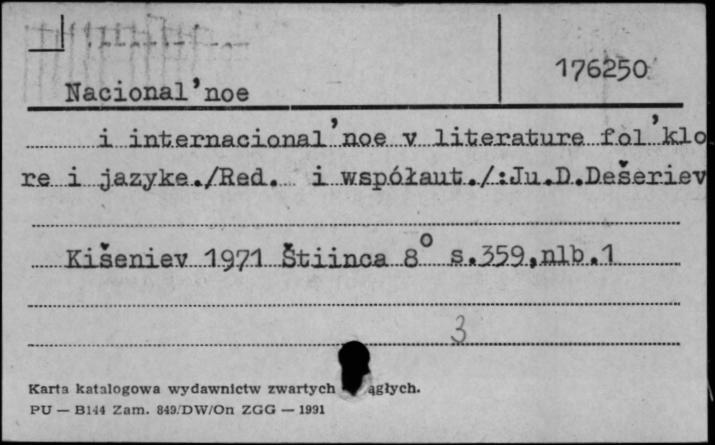 176250
Nacional'noe
i internacional'noe v literature fol'klo
re i jazyke./Red. i współaut./:Ju.D.Dešeriev
Kišeniev 1971 Štiinca 8° s.359,nlb.1
3
Karta katalogowa wydawnictw zwartych ągłych.
PU — B144 Zam. 849/DW/On ZGG — 1991